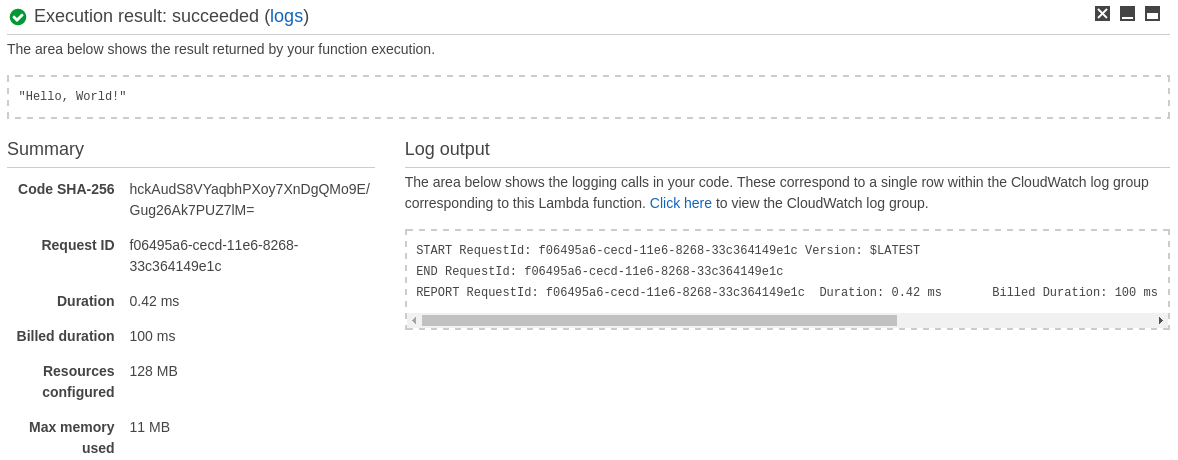 Execution result: succeeded (logs)
The area below shows the result returned by your function execution.
"Hello, World!"
Summary
Code SHA-256 hckAudS8VYaqbhPXoy7XnDgQMo9E/
Gug26Ak7PUZ7lM=
Request ID f06495a6-cecd-11e6-8268-
33c364149e1c
Duration 0.42 ms
Billed duration 100 ms
Resources 128 MB
configured
Max memory 11 MB
used
Log output
The area below shows the logging calls in your code. These correspond to a single row within the CloudWatch log group
corresponding to this Lambda function. Click here to view the CloudWatch log group.
START RequestId: f06495a6-cecd-11e6-8268-33c364149e1c Version: $LATEST
END RequestId: f06495a6-cecd-11e6-8268-33c364149e1c
REPORT RequestId: f06495a6-cecd-11e6-8268-33c364149e1c  Duration: 0.42 ms       Billed Duration: 100 ms